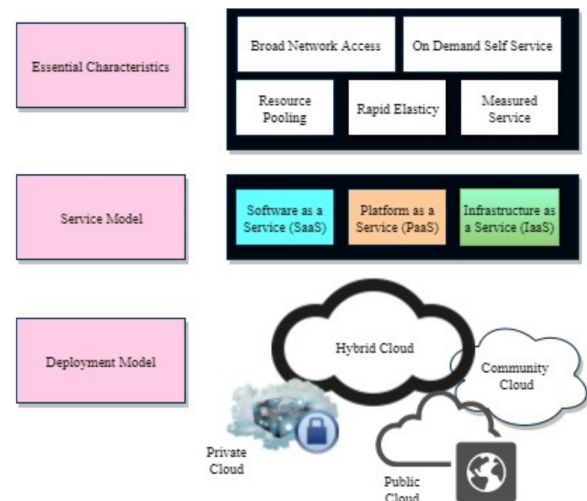 Essential Characteristics
Broad Network Access
On Demand Self Service
Resource
Pooling
Rapid Elasticy
Measured
Service
Service Model
Software as a
Service (SaaS)
Platform as a
Service (PaaS)
Infrastructure as
a Service (IaaS)
Deployment Model
Hybrid Cloud
Community
Cloud
Private
Cloud
Public
Cloud